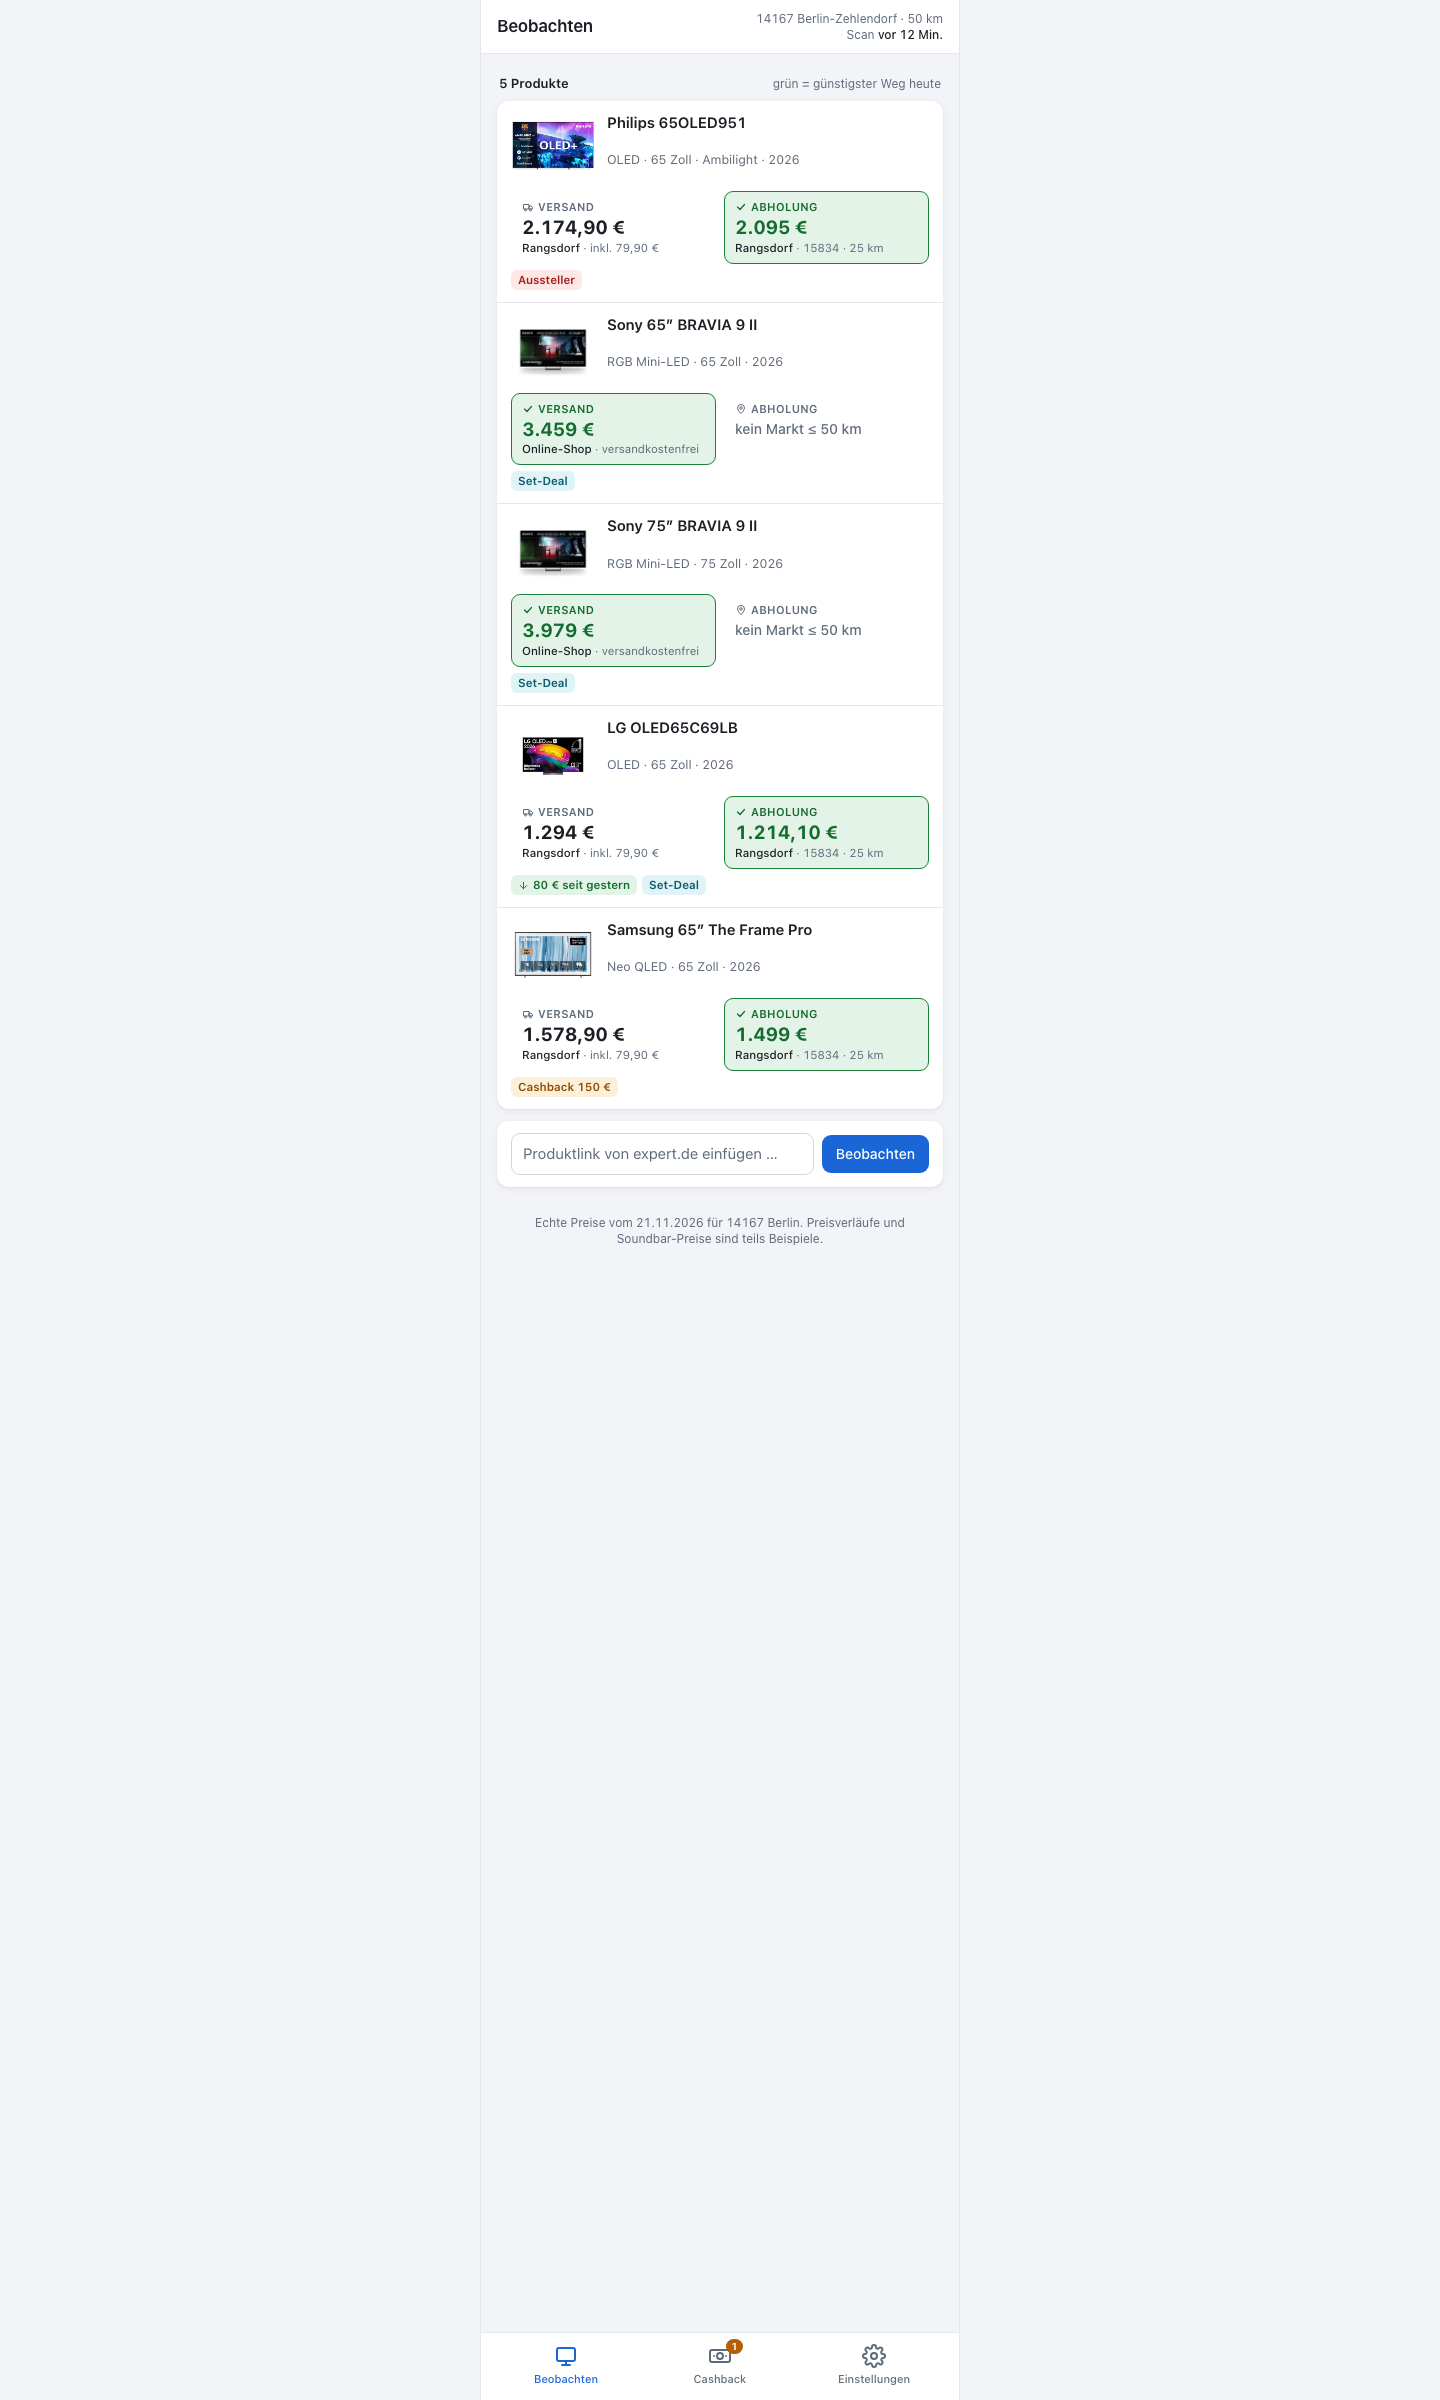 Beobachten
14167 Berlin-Zehlendorf · 50 km
Scan vor 12 Min.
5 Produkte
grün = günstigster Weg heute
OLED+
Philips 65OLED951
OLED · 65 Zoll · Ambilight · 2026
VERSAND
2.174,90 €
Rangsdorf · inkl. 79,90 €
ABHOLUNG
2.095 €
Rangsdorf · 15834 · 25 km
Aussteller
Sony 65″ BRAVIA 9 II
RGB Mini-LED · 65 Zoll · 2026
VERSAND
3.459 €
Online-Shop · versandkostenfrei
ABHOLUNG
kein Markt ≤ 50 km
Set-Deal
Sony 75″ BRAVIA 9 II
RGB Mini-LED · 75 Zoll · 2026
VERSAND
3.979 €
Online-Shop · versandkostenfrei
ABHOLUNG
kein Markt ≤ 50 km
Set-Deal
LG OLED
LG OLED65C69LB
OLED · 65 Zoll · 2026
VERSAND
1.294 €
Rangsdorf · inkl. 79,90 €
ABHOLUNG
1.214,10 €
Rangsdorf · 15834 · 25 km
↓ 80 € seit gestern
Set-Deal
Samsung 65″ The Frame Pro
Neo QLED · 65 Zoll · 2026
VERSAND
1.578,90 €
Rangsdorf · inkl. 79,90 €
ABHOLUNG
1.499 €
Rangsdorf · 15834 · 25 km
Cashback 150 €
Produktlink von expert.de einfügen …
Beobachten
Echte Preise vom 21.11.2026 für 14167 Berlin. Preisverläufe und
Soundbar-Preise sind teils Beispiele.
1
Beobachten
Cashback
Einstellungen